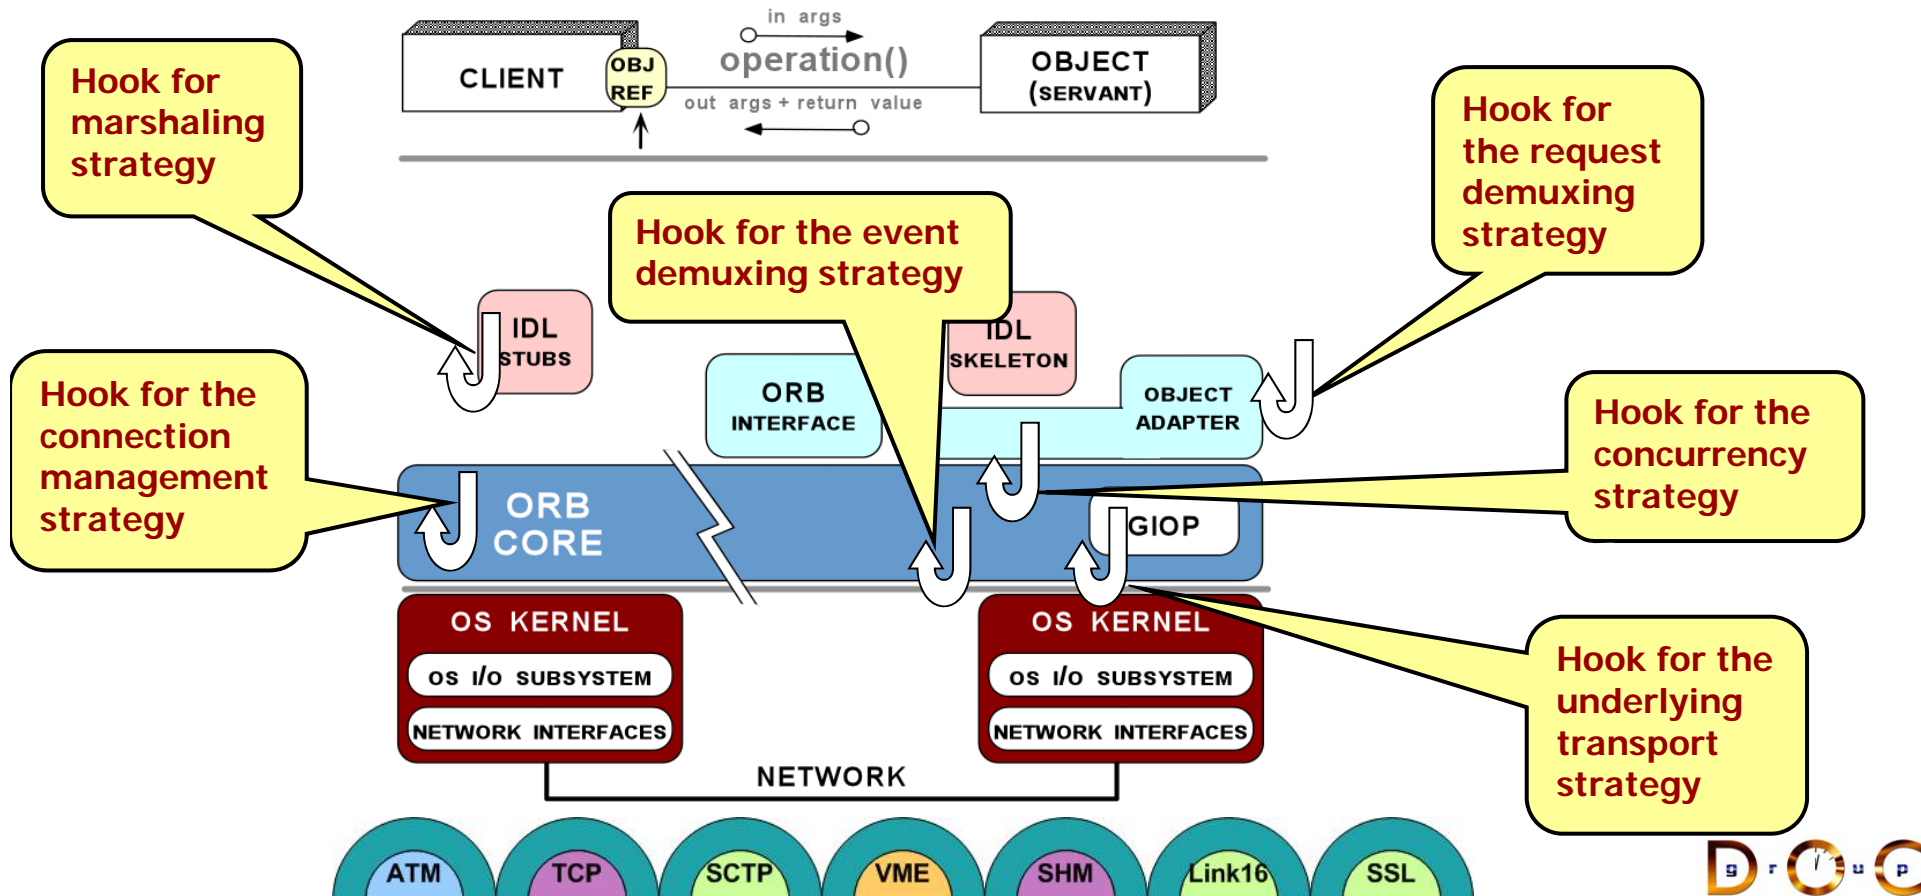 in args
CLIENT
OBJ
REF
operation()
out args + return value
OBJECT
(SERVANT)
Hook for
marshaling
strategy
Hook for
the request
demuxing
strategy
Hook for the event
demuxing strategy
IDL
STUBS
IDL
SKELETON
ORB
INTERFACE
OBJECT
ADAPTER
Hook for the
connection
management
strategy
Hook for the
concurrency
strategy
ORB
CORE
GIOP
OS KERNEL
OS I/O SUBSYSTEM
NETWORK INTERFACES
OS KERNEL
OS I/O SUBSYSTEM
NETWORK INTERFACES
Hook for the
underlying
transport
strategy
NETWORK
ATM
TCP
SCTP
VME
SHM
Link16
SSL
D O C
g r o u p